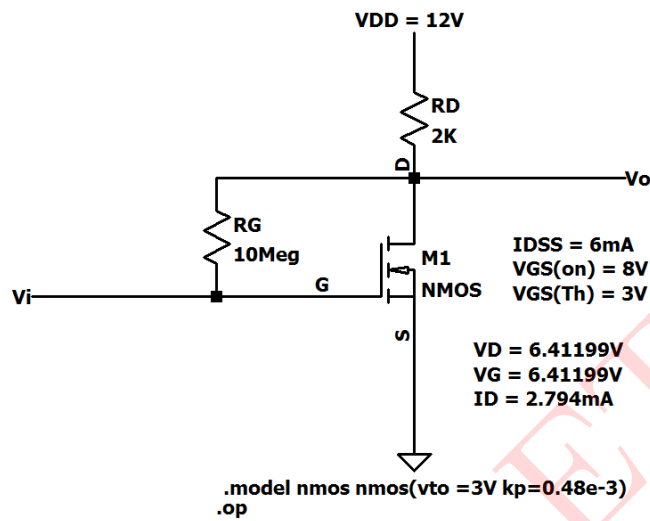 VDD = 12V
RD
2K
D
Vo
RG
10Meg
M1
NMOS
G
Vi
S
IDSS = 6mA
VGS(on) = 8V
VGS(Th) = 3V
VD = 6.41199V
VG = 6.41199V
ID = 2.794mA
.model nmos nmos(vto =3V kp=0.48e-3)
.op
ET